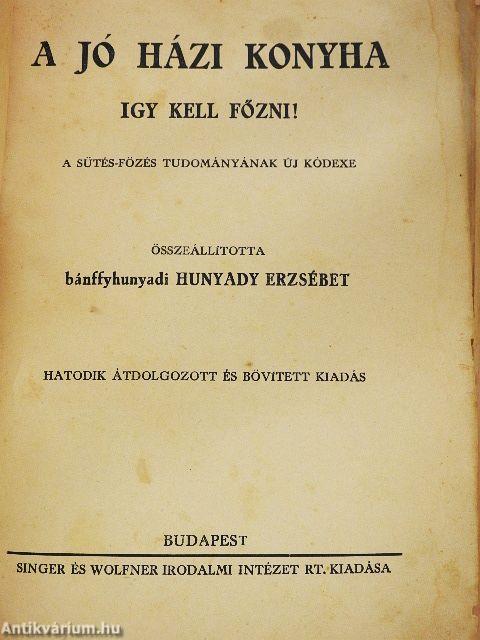 A JÓ HÁZI KONYHA
IGY KELL FŐZNI!
A SÜTÉS-FŐZÉS TUDOMÁNYÁNAK ÚJ KÓDEXE
ÖSSZEÁLLÍTOTTA
bánffyhunyadi HUNYADY ERZSÉBET
HATODIK ÁTDOLGOZOTT ÉS BŐVÍTETT KIADÁS
BUDAPEST
SINGER ÉS WOLFNER IRODALMI INTÉZET RT. KIADÁSA
Antikvárium.hu